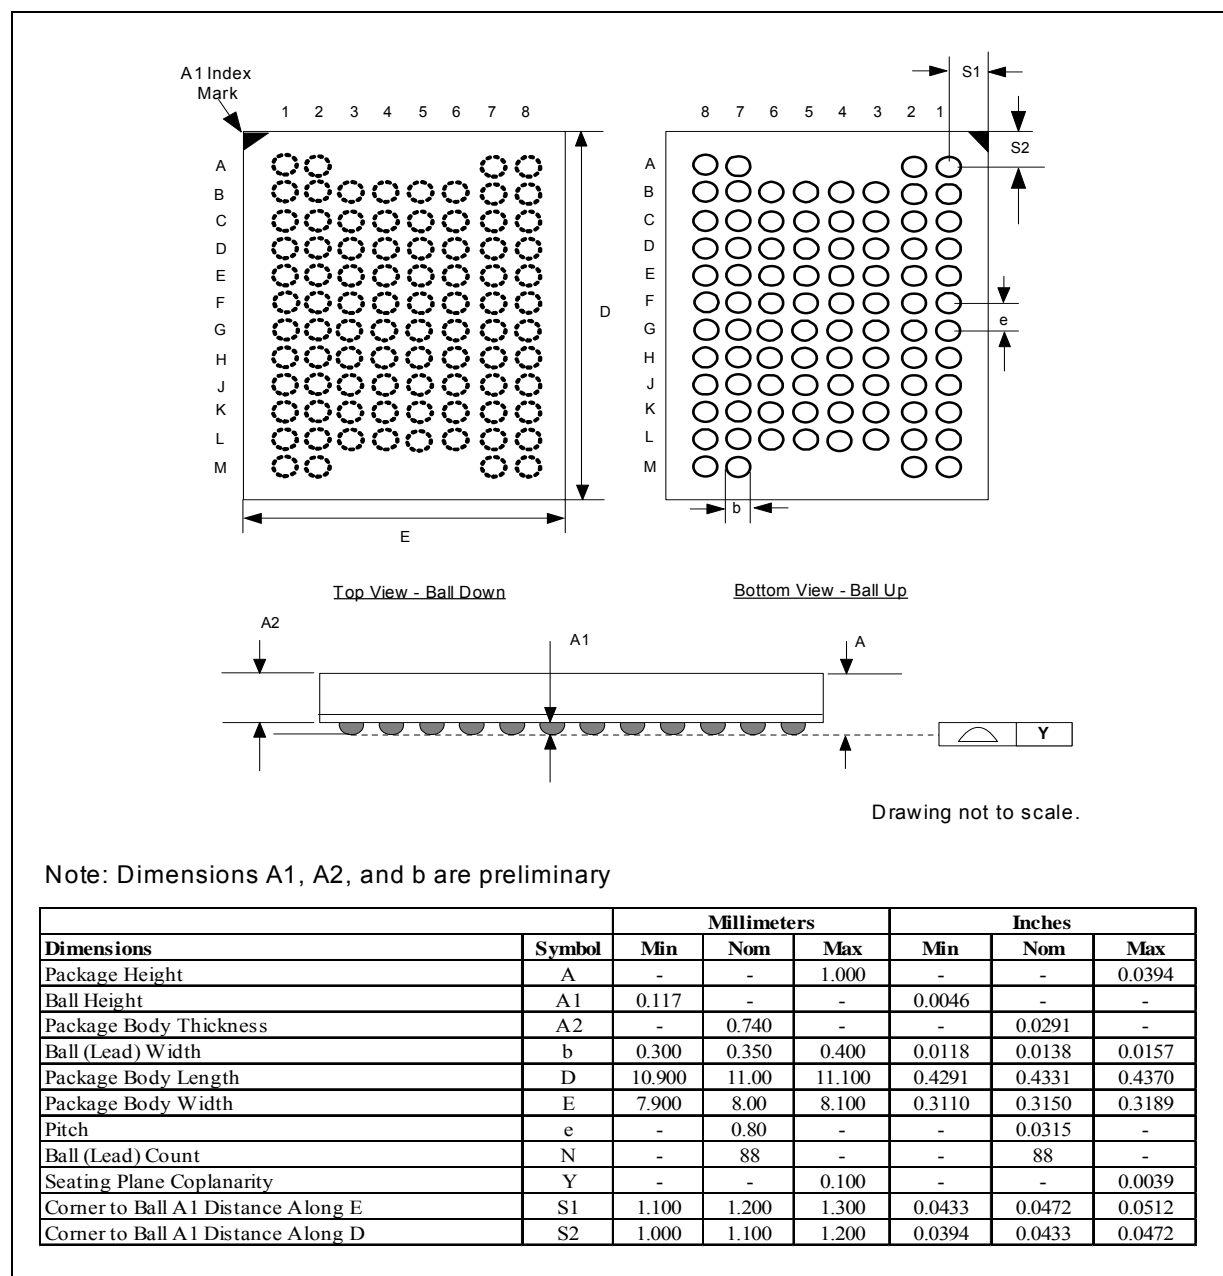 A1 Index
Mark
1 2 3 4 5 6 7 8
8 7 6 5 4 3 2 1
S1
S2
A
B
C
D
E
F
G
H
J
K
L
M
D
E
A
B
C
D
E
F
G
H
J
K
L
M
e
b
Top View - Ball Down
Bottom View - Ball Up
A2
A1
A
Y
Drawing not to scale.
Note: Dimensions A1, A2, and b are preliminary
Millimeters Inches
Dimensions Symbol Min Nom Max Min Nom Max
Package Height A - - 1.000 - - 0.0394
Ball Height A1 0.117 - - 0.0046 - -
Package Body Thickness A2 - 0.740 - - 0.0291 -
Ball (Lead) Width b 0.300 0.350 0.400 0.0118 0.0138 0.0157
Package Body Length D 10.900 11.00 11.100 0.4291 0.4331 0.4370
Package Body Width E 7.900 8.00 8.100 0.3110 0.3150 0.3189
Pitch e - 0.80 - - 0.0315 -
Ball (Lead) Count N - 88 - - 88 -
Seating Plane Coplanarity Y - - 0.100 - - 0.0039
Corner to Ball A1 Distance Along E S1 1.100 1.200 1.300 0.0433 0.0472 0.0512
Corner to Ball A1 Distance Along D S2 1.000 1.100 1.200 0.0394 0.0433 0.0472